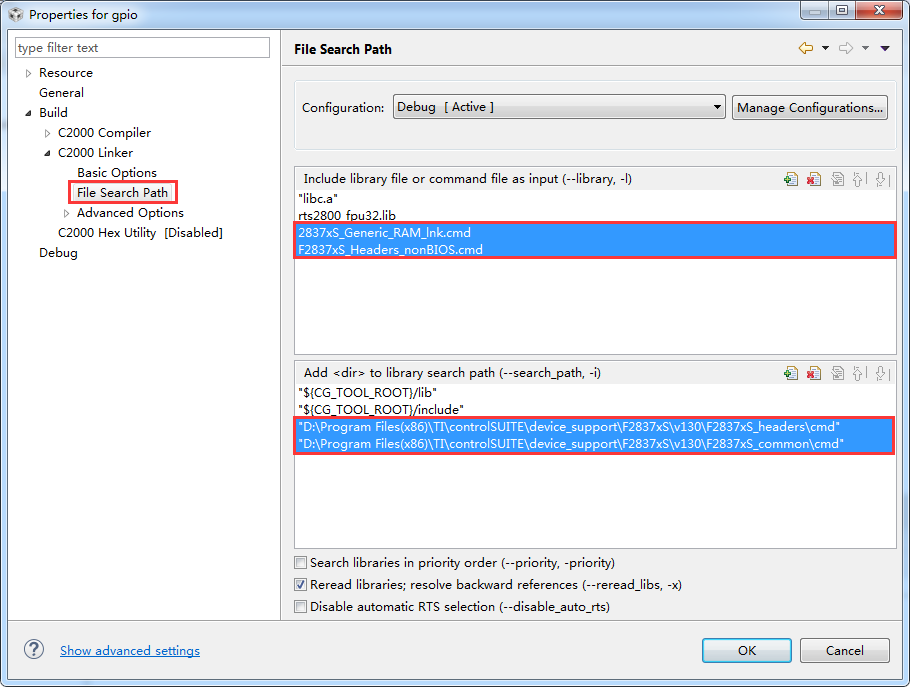 Properties for gpio
type filter text
Resource
General
Build
C2000 Compiler
C2000 Linker
Basic Options
File Search Path
Advanced Options
C2000 Hex Utility [Disabled]
Debug
File Search Path
Configuration:
Debug [ Active ]
Manage Configurations...
Include library file or command file as input (--library, -l)
"libc.a"
rts2800_fpu32.lib
2837xS_Generic_RAM_lnk.cmd
F2837xS_Headers_nonBIOS.cmd
Add <dir> to library search path (--search_path, -i)
"${CG_TOOL_ROOT}/lib"
"${CG_TOOL_ROOT}/include"
"D:\Program Files(x86)\TI\controlSUITE\device_support\F2837xS\v130\F2837xS_headers\cmd"
"D:\Program Files(x86)\TI\controlSUITE\device_support\F2837xS\v130\F2837xS_common\cmd"
Search libraries in priority order (--priority, -priority)
Reread libraries; resolve backward references (--reread_libs, -x)
Disable automatic RTS selection (--disable_auto_rts)
Show advanced settings
OK
Cancel